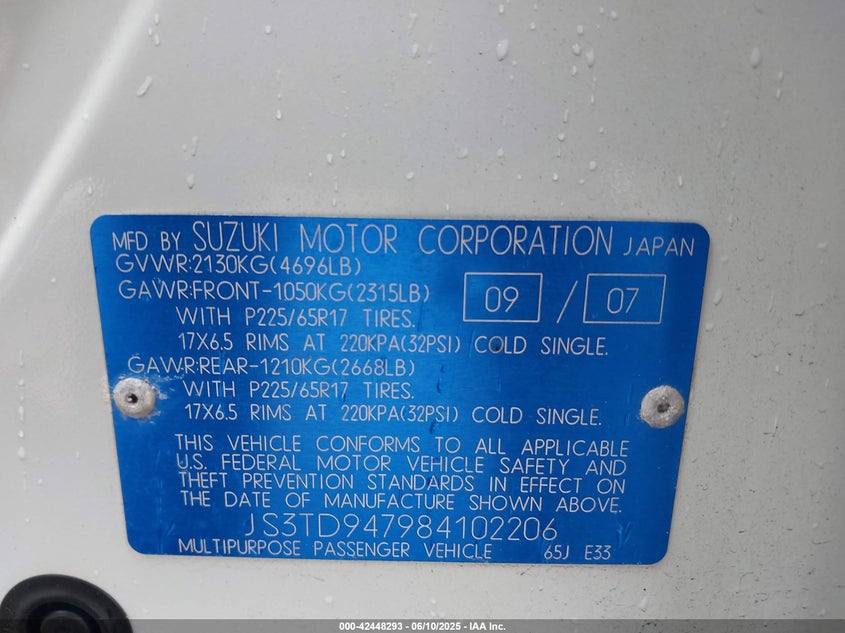 MFD BY SUZUKI MOTOR CORPORATION JAPAN
GVWR:2130KG(4696LB)
GAWR:FRONT-1050KG(2315LB) 09 / 07
WITH P225/65R17 TIRES.
17X6.5 RIMS AT 220KPA(32PSI) COLD SINGLE.
GAWR:REAR-1210KG(2668LB)
WITH P225/65R17 TIRES.
17X6.5 RIMS AT 220KPA(32PSI) COLD SINGLE.
THIS VEHICLE CONFORMS TO ALL APPLICABLE
U.S. FEDERAL MOTOR VEHICLE SAFETY AND
THEFT PREVENTION STANDARDS IN EFFECT ON
THE DATE OF MANUFACTURE SHOWN ABOVE.
JS3TD947984102206
MULTIPURPOSE PASSENGER VEHICLE 65J E33
000-42448293 - 06/10/2025 - IAA Inc.